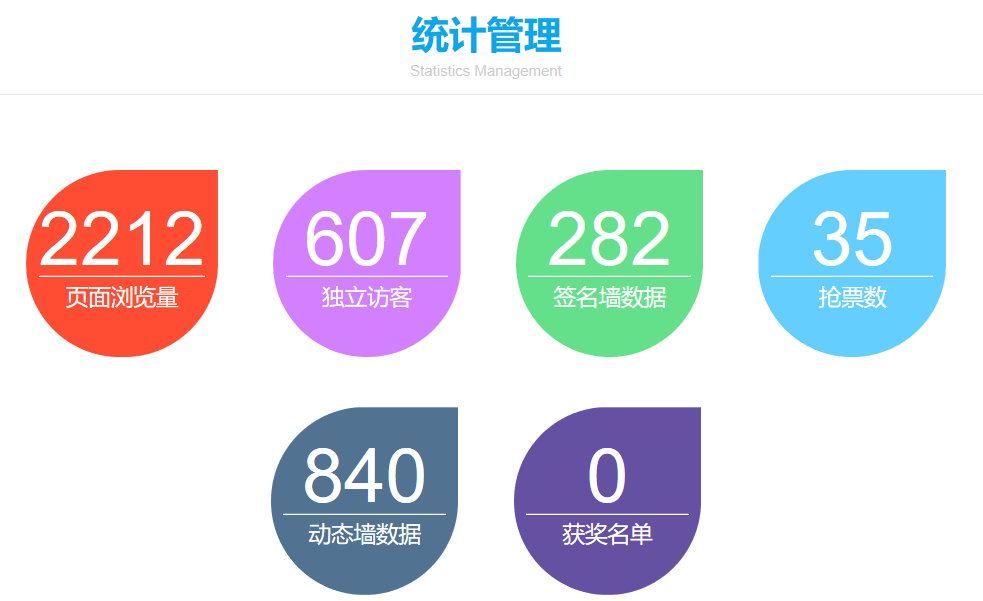 统计管理
Statistics Management
2212
页面浏览量
607
独立访客
282
签名墙数据
35
抢票数
840
动态墙数据
0
获奖名单